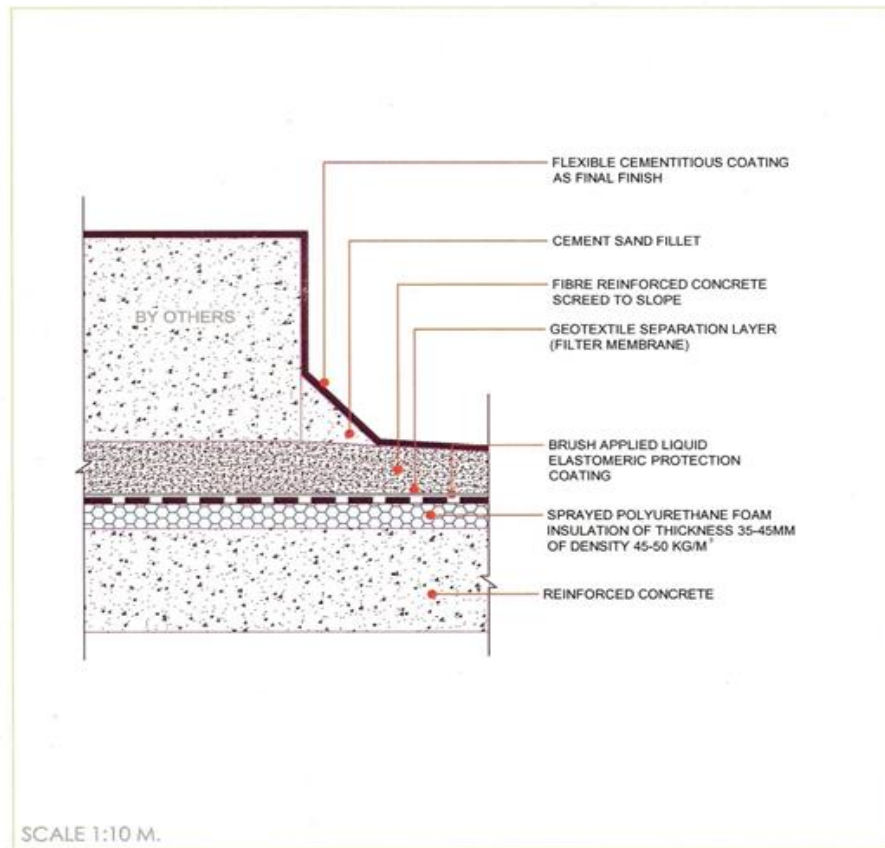 FLEXIBLE CEMENTITIOUS COATING
AS FINAL FINISH
CEMENT SAND FILLET
FIBRE REINFORCED CONCRETE
SCREED TO SLOPE
GEOTEXTILE SEPARATION LAYER
(FILTER MEMBRANE)
BY OTHERS
BRUSH APPLIED LIQUID
ELASTOMERIC PROTECTION
COATING
SPRAYED POLYURETHANE FOAM
INSULATION OF THICKNESS 35-45MM
OF DENSITY 45-50 KG/M³
REINFORCED CONCRETE
SCALE 1:10 M.